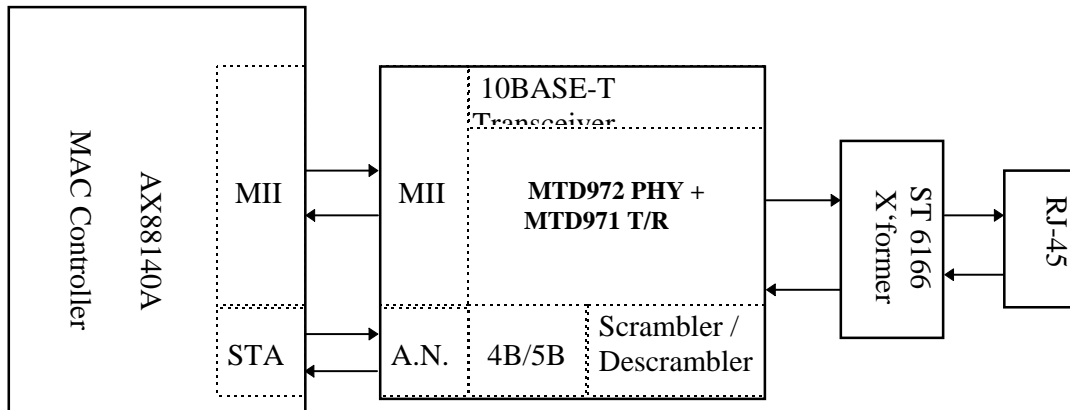 AX88140A
MAC Controller
MII
STA
MII
A.N.
10BASE-T
Transceiver
MTD972 PHY +
MTD971 T/R
4B/5B
Scrambler /
Descrambler
ST 6166
X‘former
RJ-45